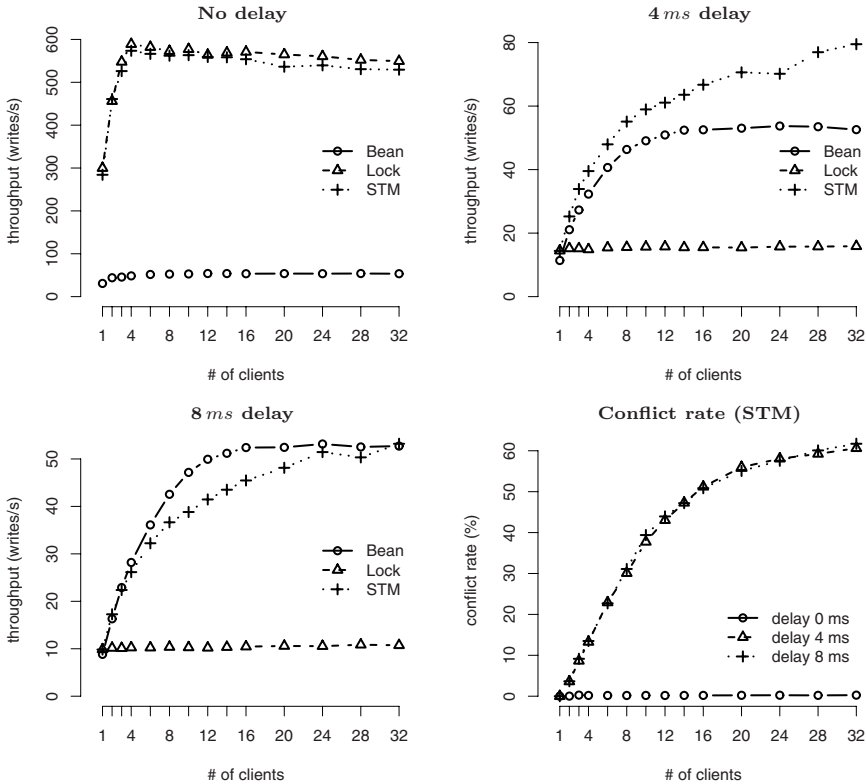 No delay
throughput (writes/s)
0 100 200 300 400 500 600
Bean
Lock
STM
1 4 8 12 16 20 24 28 32
# of clients
4 ms delay
throughput (writes/s)
0 20 40 60 80
Bean
Lock
STM
1 4 8 12 16 20 24 28 32
# of clients
8 ms delay
throughput (writes/s)
0 10 20 30 40 50
Bean
Lock
STM
1 4 8 12 16 20 24 28 32
# of clients
Conflict rate (STM)
conflict rate (%)
0 10 20 30 40 50 60
delay 0 ms
delay 4 ms
delay 8 ms
1 4 8 12 16 20 24 28 32
# of clients